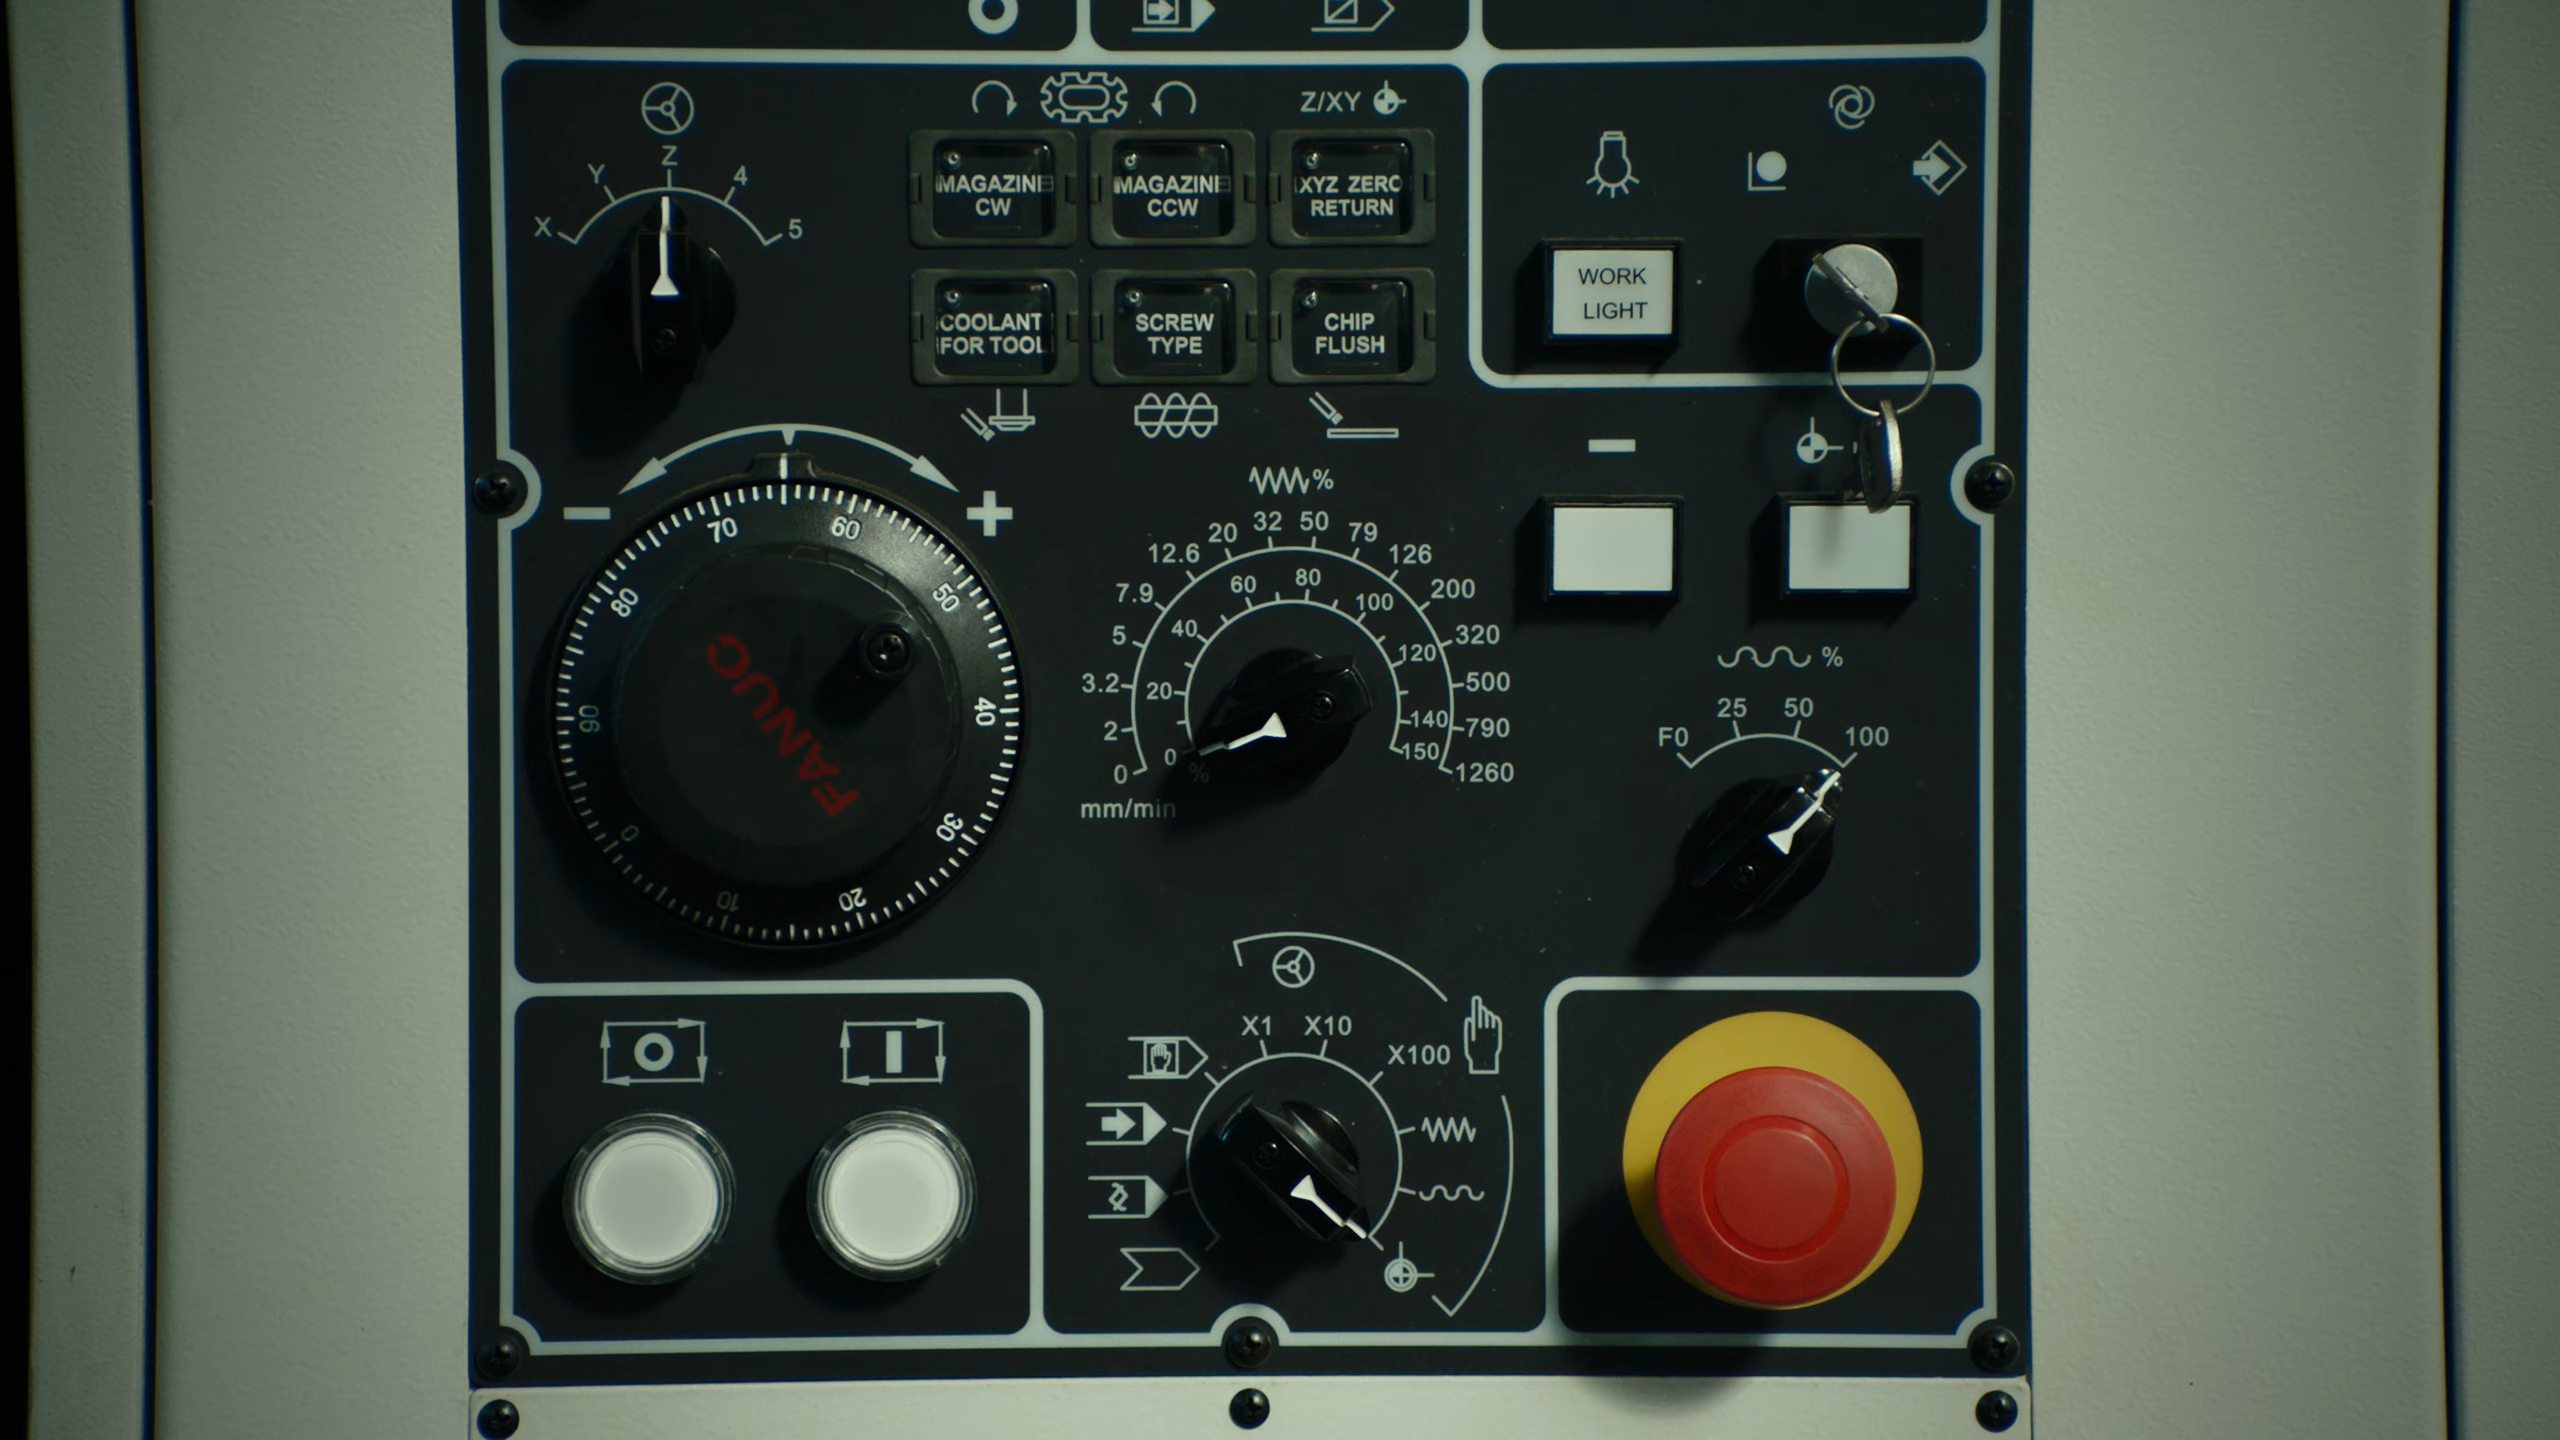 X Y Z 4 5
MAGAZINE
CW
MAGAZINE
CCW
Z/XY
XYZ ZERO
RETURN
COOLANT
FOR TOOL
SCREW
TYPE
CHIP
FLUSH
WORK
LIGHT
− +
0 10 20 30 40 50 60 70 80 90
FANUC
%
0 2 3.2 5 7.9 12.6 20 32 50 79 126 200 320 500 790 1260
mm/min
0 20 40 60 80 100 120 140 150
%
−
%
F0 25 50 100
X1 X10 X100